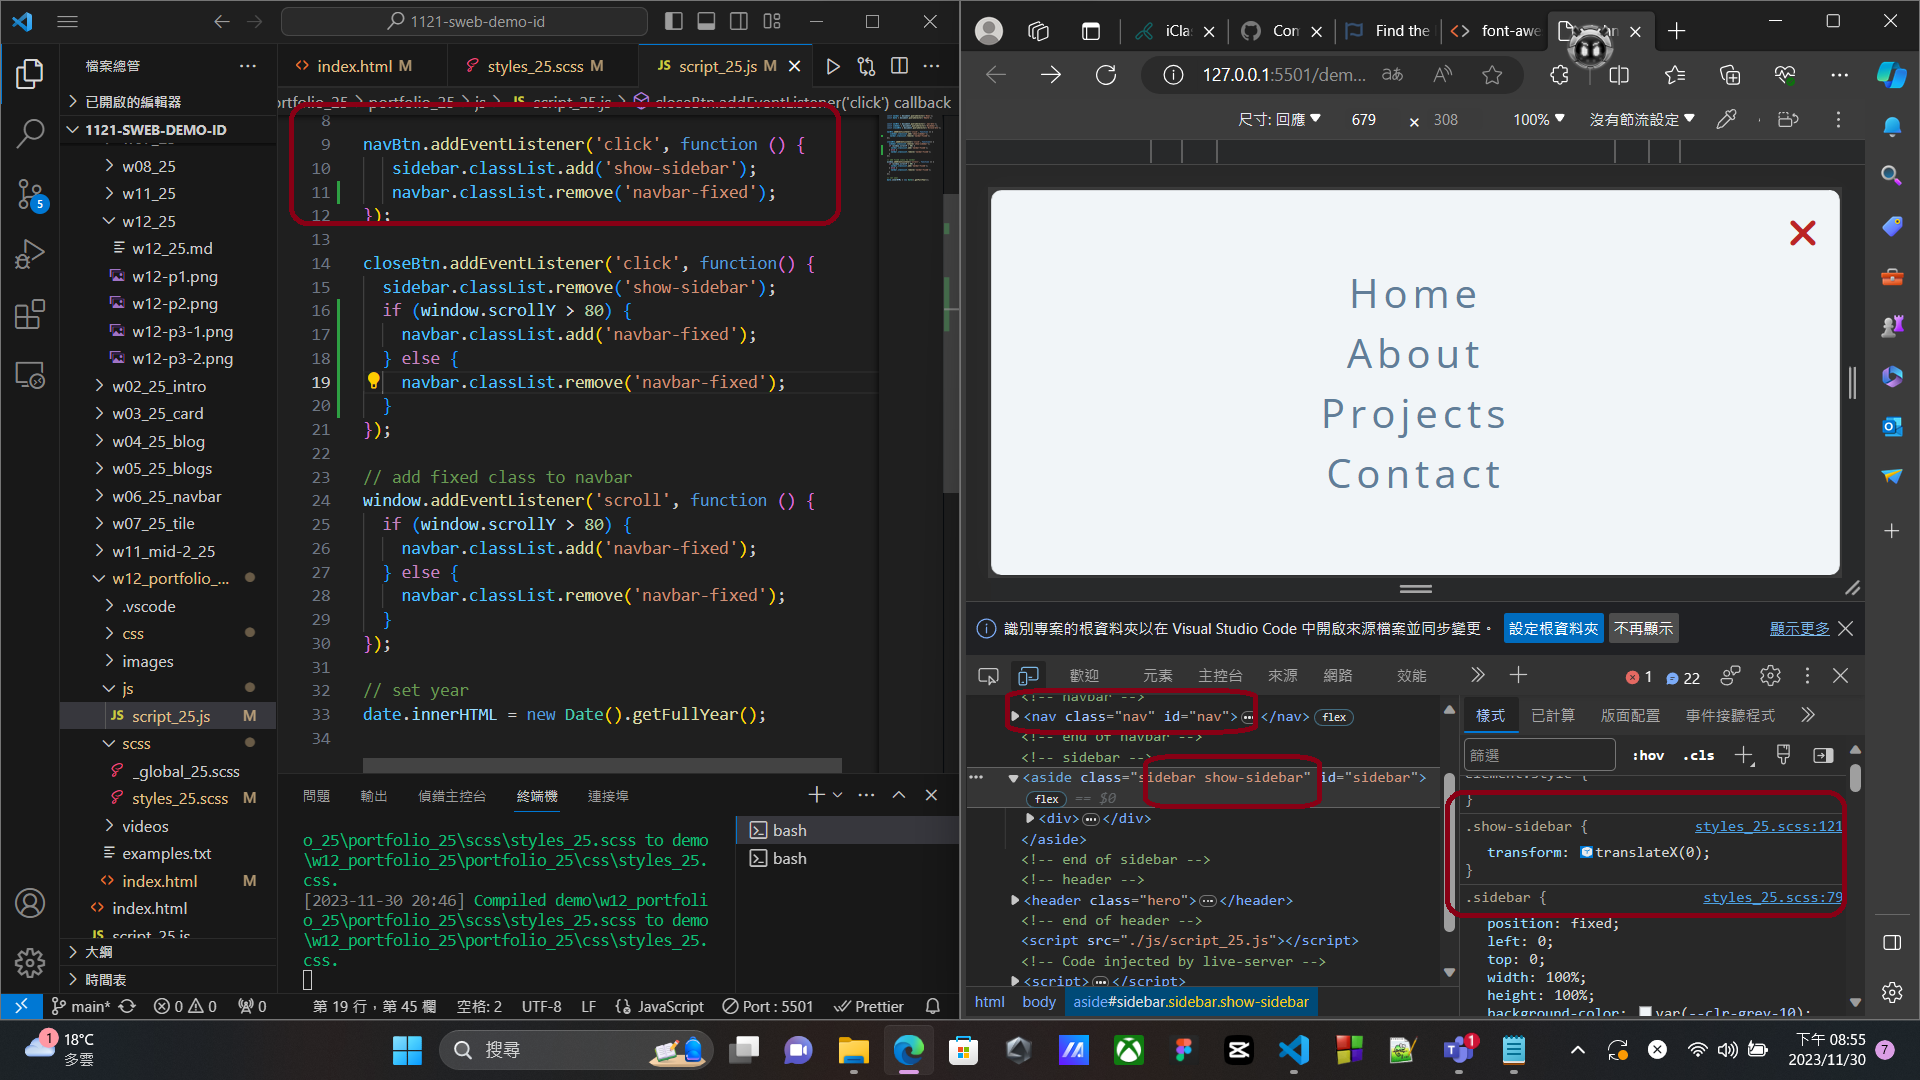 1121-sweb-demo-id
檔案總管
已開啟的編輯器
1121-SWEB-DEMO-ID
w08_25
w11_25
w12_25
w12_25.md
w12-p1.png
w12-p2.png
w12-p3-1.png
w12-p3-2.png
w02_25_intro
w03_25_card
w04_25_blog
w05_25_blogs
w06_25_navbar
w07_25_tile
w11_mid-2_25
w12_portfolio_...
.vscode
css
images
js
JS script_25.js M
scss
_global_25.scss
styles_25.scss M
videos
examples.txt
index.html M
index.html
JS script_25.js
大綱
時間表
5
index.html M
styles_25.scss M
JS script_25.js M
portfolio_25 > js > JS script_25.js > closeBtn.addEventListener('click') callback
8
9 navBtn.addEventListener('click', function () {
10 sidebar.classList.add('show-sidebar');
11 navbar.classList.remove('navbar-fixed');
12 });
13
14 closeBtn.addEventListener('click', function() {
15 sidebar.classList.remove('show-sidebar');
16 if (window.scrollY > 80) {
17 navbar.classList.add('navbar-fixed');
18 } else {
19 navbar.classList.remove('navbar-fixed');
20 }
21 });
22
23 // add fixed class to navbar
24 window.addEventListener('scroll', function () {
25 if (window.scrollY > 80) {
26 navbar.classList.add('navbar-fixed');
27 } else {
28 navbar.classList.remove('navbar-fixed');
29 }
30 });
31
32 // set year
33 date.innerHTML = new Date().getFullYear();
34
問題 輸出 偵錯主控台 終端機 連接埠
o_25\portfolio_25\scss\styles_25.scss to demo
\w12_portfolio_25\portfolio_25\css\styles_25.
css.
[2023-11-30 20:46] Compiled demo\w12_portfoli
o_25\portfolio_25\scss\styles_25.scss to demo
\w12_portfolio_25\portfolio_25\css\styles_25.
css.
bash
bash
main* 0 0 0 第 19 行，第 45 欄 空格: 2 UTF-8 LF {} JavaScript Port : 5501 Prettier
iCla Con Find the font-awe
127.0.0.1:5501/dem...
尺寸: 回應 679 × 308 100% 沒有節流設定
Home
About
Projects
Contact
識別專案的根資料夾以在 Visual Studio Code 中開啟來源檔案並同步變更。 設定根資料夾 不再顯示 顯示更多
歡迎 元素 主控台 來源 網路 效能 1 22
<!-- navbar -->
<nav class="nav" id="nav">…</nav> flex
<!-- end of navbar -->
<!-- sidebar -->
<aside class="sidebar show-sidebar" id="sidebar">
flex == $0
<div>…</div>
</aside>
<!-- end of sidebar -->
<!-- header -->
<header class="hero">…</header>
<!-- end of header -->
<script src="./js/script_25.js"></script>
<!-- Code injected by live-server -->
<script>…</script>
html body aside#sidebar.sidebar.show-sidebar
樣式 已計算 版面配置 事件接聽程式
篩選 :hov .cls
element.style {
}
.show-sidebar { styles_25.scss:121
transform: translateX(0);
}
.sidebar { styles_25.scss:79
position: fixed;
left: 0;
top: 0;
width: 100%;
height: 100%;
background-color: var(--clr-grey-10);
1
18°C
多雲
搜尋
1
下午 08:55
2023/11/30
7